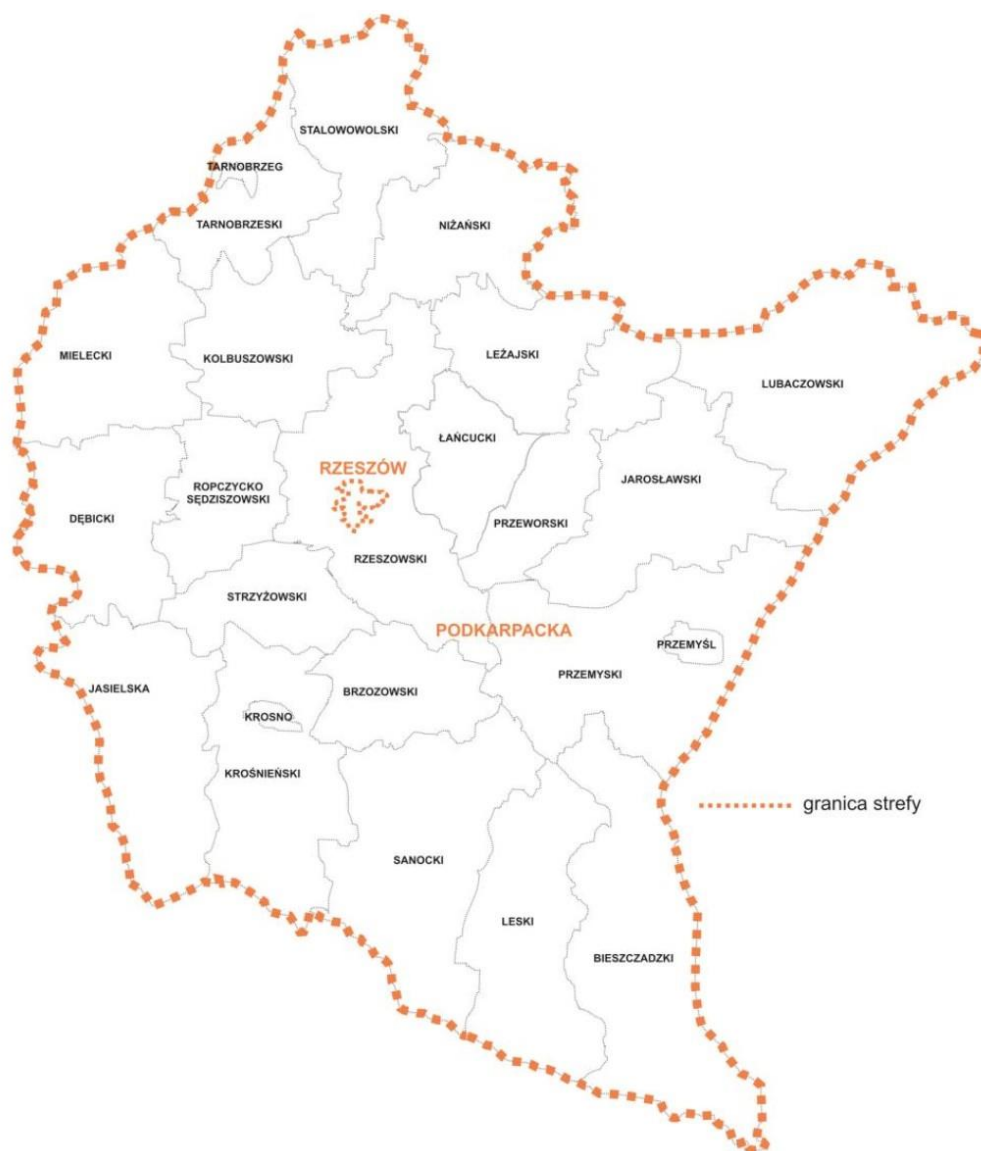 STALOWOWOLSKI
TARNOBRZEG
TARNOBRZESKI
NIŻAŃSKI
MIELECKI
KOLBUSZOWSKI
LEŻAJSKI
LUBACZOWSKI
ŁAŃCUCKI
RZESZÓW
ROPCZYCKO
SĘDZISZOWSKI
JAROSŁAWSKI
DĘBICKI
PRZEWORSKI
RZESZOWSKI
STRZYŻOWSKI
PODKARPACKA
PRZEMYŚL
PRZEMYSKI
JASIELSKA
BRZOZOWSKI
KROSNO
KROŚNIEŃSKI
granica strefy
SANOCKI
LESKI
BIESZCZADZKI